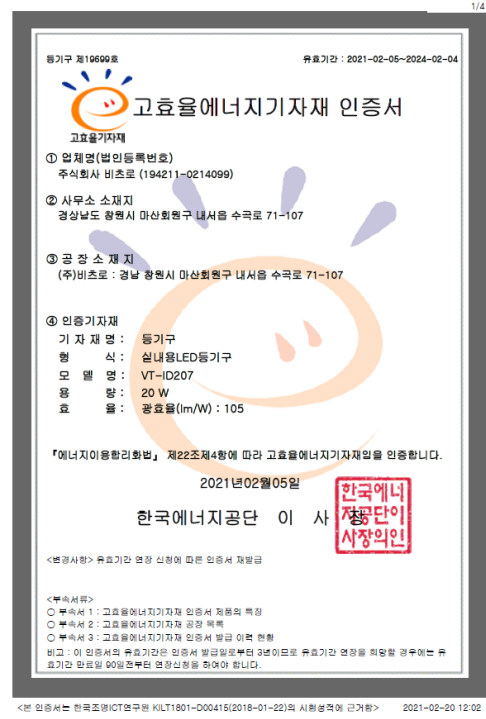 1/4
등기구 제19699호
유효기간 : 2021-02-05~2024-02-04
고효율기자재
고효율에너지기자재 인증서
① 업체명(법인등록번호)
주식회사 비츠로 (194211-0214099)
② 사무소 소재지
경상남도 창원시 마산회원구 내서읍 수곡로 71-107
③ 공 장 소 재 지
(주)비츠로 : 경남 창원시 마산회원구 내서읍 수곡로 71-107
④ 인증기자재
기 자 재 명 : 등기구
형 식 : 실내용LED등기구
모 델 명 : VT-ID207
용 량 : 20 W
효 율 : 광효율(lm/W) : 105
『에너지이용합리화법』 제22조제4항에 따라 고효율에너지기자재임을 인증합니다.
2021년02월05일
한국에너지공단 이 사 장
한국에너
지공단이
사장의인
<변경사항> 유효기간 연장 신청에 따른 인증서 재발급
<부속서류>
○ 부속서 1 : 고효율에너지기자재 인증서 제품의 특징
○ 부속서 2 : 고효율에너지기자재 공장 목록
○ 부속서 3 : 고효율에너지기자재 인증서 발급 이력 현황
비고 : 이 인증서의 유효기간은 인증서 발급일로부터 3년이므로 유효기간 연장을 희망할 경우에는 유
효기간 만료일 90일전부터 연장신청을 하여야 합니다.
<본 인증서는 한국조명ICT연구원 KILT1801-D00415(2018-01-22)의 시험성적에 근거함>
2021-02-20 12:02